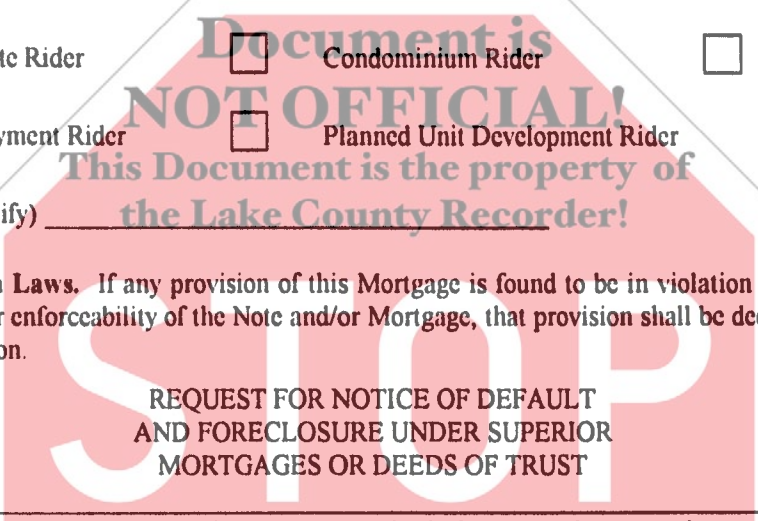 Document is
te Rider Condominium Rider
NOT OFFICIAL!
yment Rider Planned Unit Development Rider
This Document is the property of
ify) the Lake County Recorder!
Laws. If any provision of this Mortgage is found to be in violation
r enforceability of the Note and/or Mortgage, that provision shall be dee
on.
REQUEST FOR NOTICE OF DEFAULT
AND FORECLOSURE UNDER SUPERIOR
MORTGAGES OR DEEDS OF TRUST
STOP